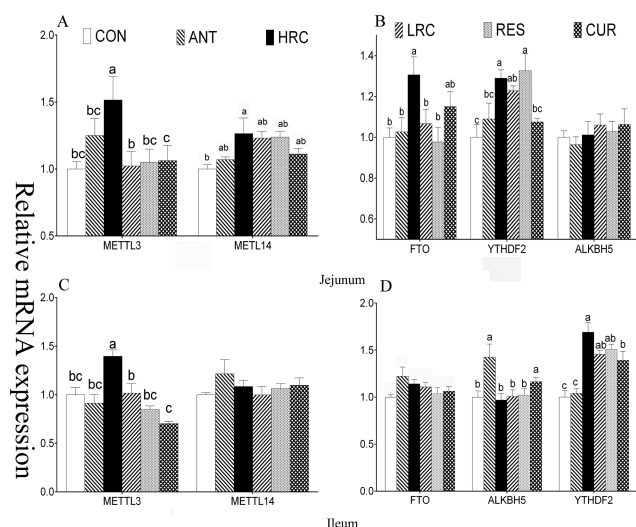 A
CON ANT HRC
2.0
1.5
1.0
0.5
bc bc a b bc c
b ab a ab ab ab
METTL3 METL14
B
LRC RES CUR
1.4
1.2
1.0
0.8
0.6
b b a b b ab
c b a ab a bc
FTO YTHDF2 ALKBH5
Jejunum
Relative mRNA expression
C
2.0
1.5
1.0
0.5
0.0
bc bc a b bc c
METTL3 METTL14
D
2.0
1.5
1.0
0.5
0.0
b a b b b a
c c a ab ab b
FTO ALKBH5 YTHDF2
Ileum